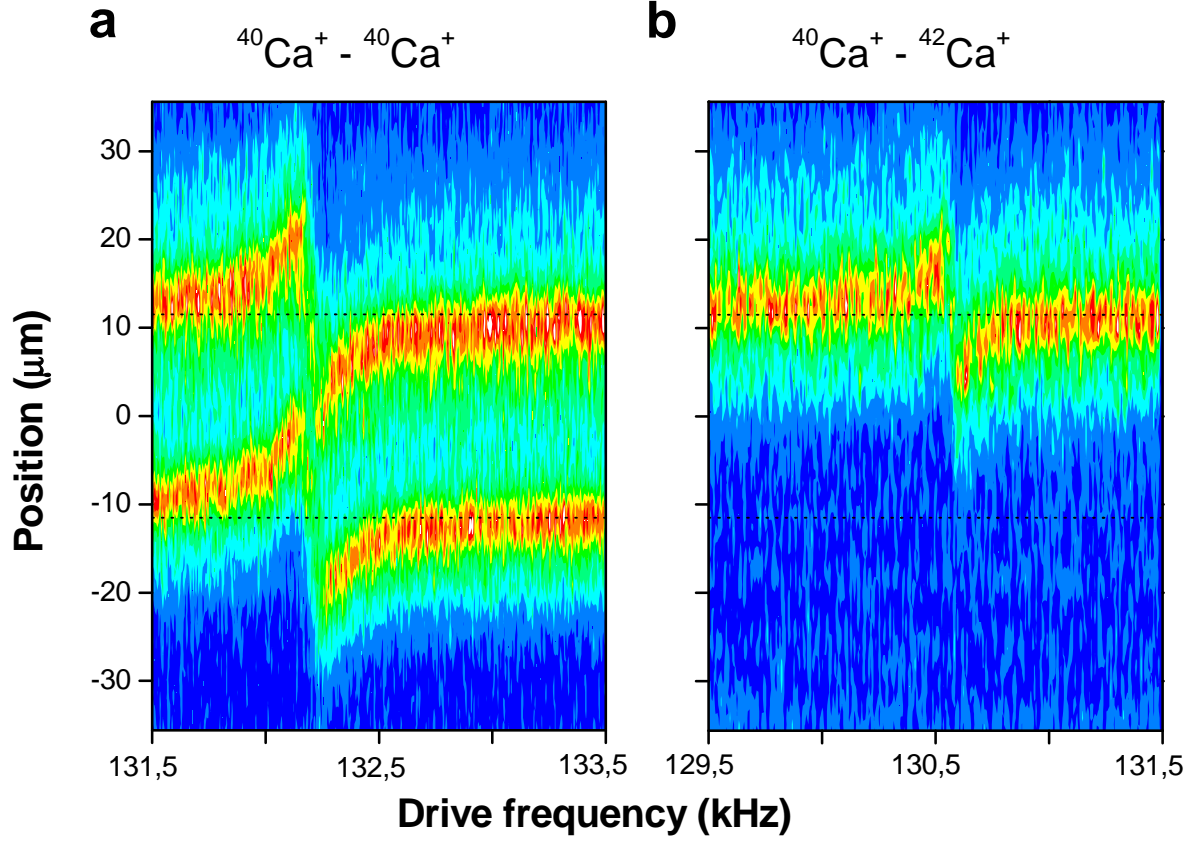 a
b
⁴⁰Ca⁺ - ⁴⁰Ca⁺
⁴⁰Ca⁺ - ⁴²Ca⁺
Position (μm)
30
20
10
0
-10
-20
-30
131,5
132,5
133,5
129,5
130,5
131,5
Drive frequency (kHz)